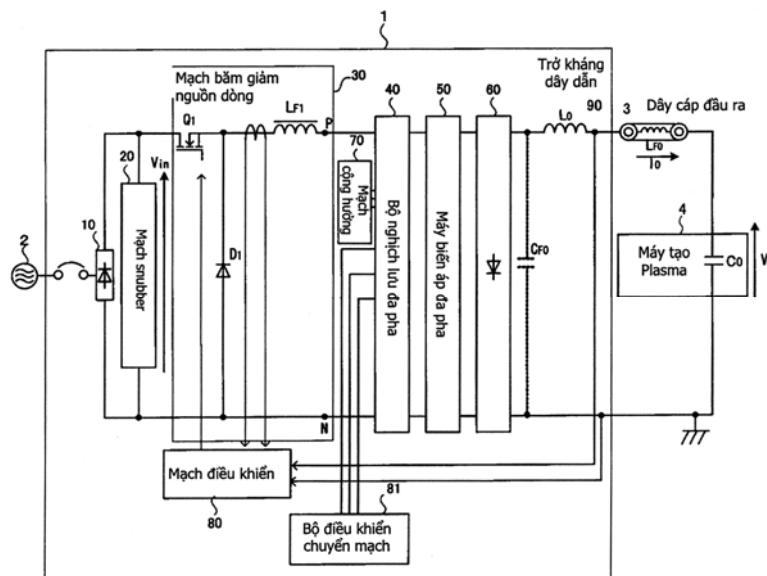 1
Mạch băm giảm
nguồn dòng
30
LF1
Q1
P
40
50
60
Trở kháng
dây dẫn
L0
90
3
Dây cáp đầu ra
LF0
I0
20
Vin
70
Mạch
cộng hưởng
10
2
Mạch snubber
D1
Bộ nghịch lưu đa pha
Máy biến áp đa pha
CF0
4
Máy tạo
Plasma
C0
V
N
Mạch điều khiển
80
81
Bộ điều khiển
chuyển mạch